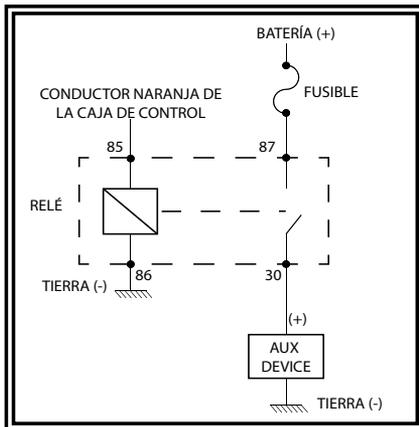 BATERÍA (+)
FUSIBLE
CONDUCTOR NARANJA DE
LA CAJA DE CONTROL
85
87
RELÉ
86
30
TIERRA (-)
(+)
AUX
DEVICE
TIERRA (-)